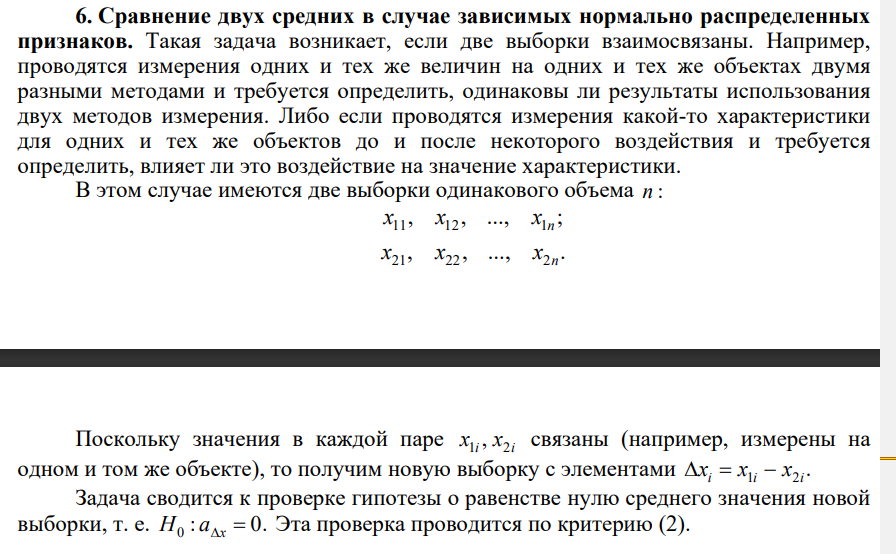 6. Сравнение двух средних в случае зависимых нормально распределенных
признаков. Такая задача возникает, если две выборки взаимосвязаны. Например,
проводятся измерения одних и тех же величин на одних и тех же объектах двумя
разными методами и требуется определить, одинаковы ли результаты использования
двух методов измерения. Либо если проводятся измерения какой-то характеристики
для одних и тех же объектов до и после некоторого воздействия и требуется
определить, влияет ли это воздействие на значение характеристики.
В этом случае имеются две выборки одинакового объема n :
x₁₁, x₁₂, ..., x₁ₙ;
x₂₁, x₂₂, ..., x₂ₙ.
Поскольку значения в каждой паре x₁ᵢ, x₂ᵢ связаны (например, измерены на
одном и том же объекте), то получим новую выборку с элементами Δxᵢ = x₁ᵢ − x₂ᵢ.
Задача сводится к проверке гипотезы о равенстве нулю среднего значения новой
выборки, т. е. H₀ : a_Δx = 0. Эта проверка проводится по критерию (2).